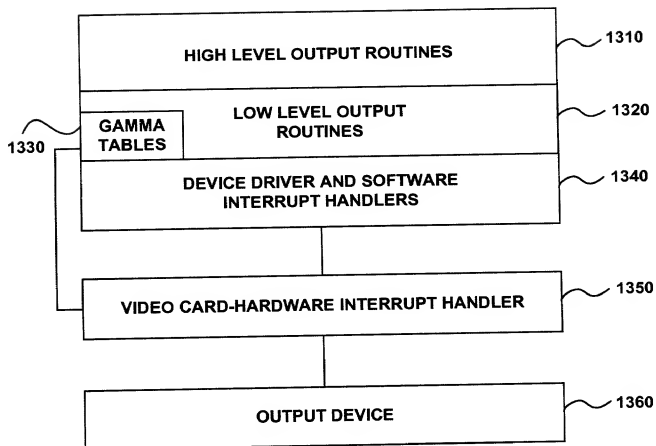 HIGH LEVEL OUTPUT ROUTINES
1310
LOW LEVEL OUTPUT
ROUTINES
1320
GAMMA
TABLES
1330
DEVICE DRIVER AND SOFTWARE
INTERRUPT HANDLERS
1340
VIDEO CARD-HARDWARE INTERRUPT HANDLER
1350
OUTPUT DEVICE
1360